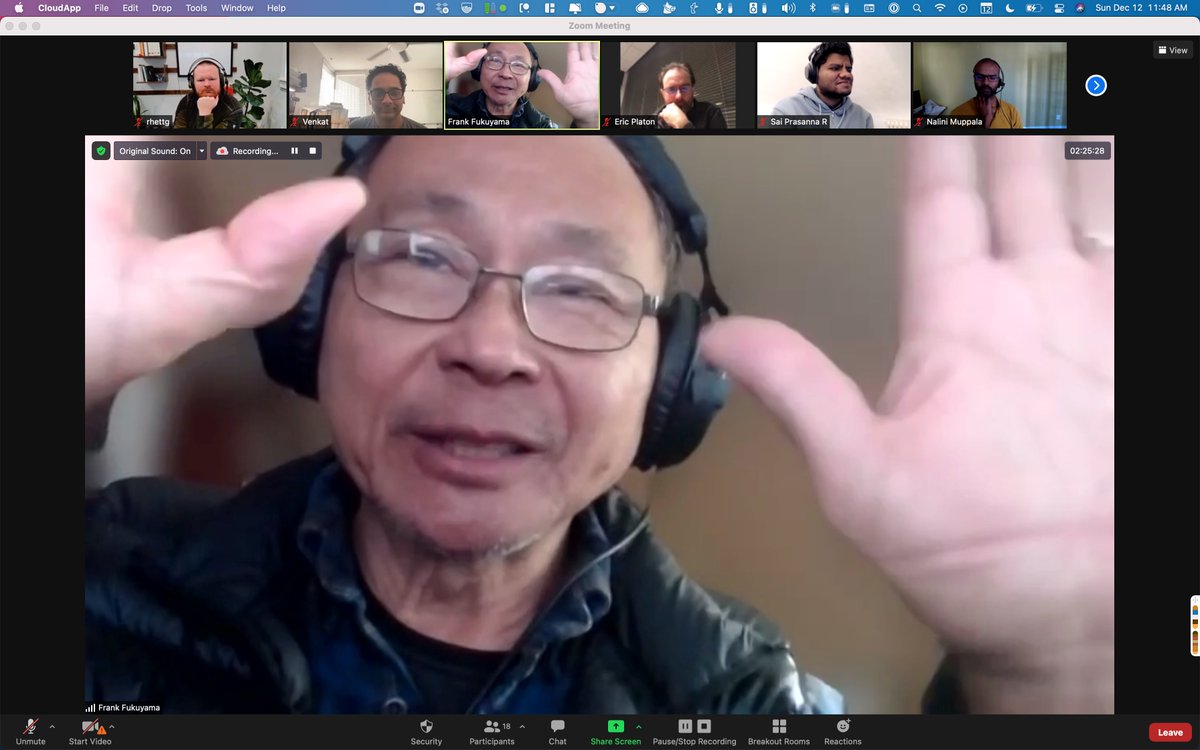 CloudApp File Edit Drop Tools Window Help 12 Sun Dec 12 11:48 AM
Zoom Meeting
View
rhettg
Venkat
Frank Fukuyama
Eric Platon
Sai Prasanna R
Nalini Muppala
Original Sound: On
Recording...
02:25:28
Frank Fukuyama
18
Unmute
Start Video
Security
Participants
Chat
Share Screen
Pause/Stop Recording
Breakout Rooms
Reactions
Leave